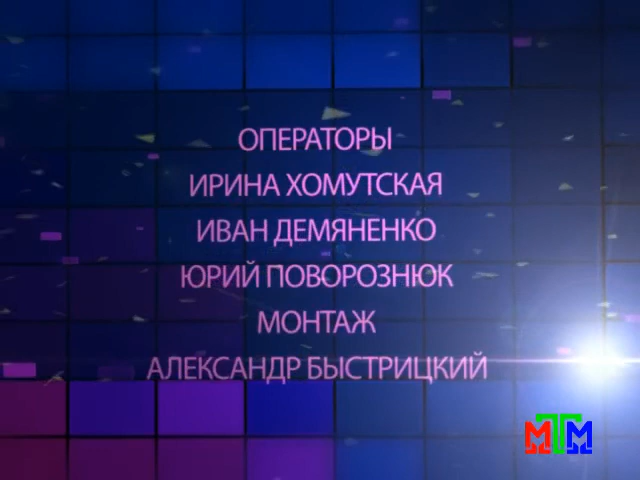 ОПЕРАТОРЫ
ИРИНА ХОМУТСКАЯ
ИВАН ДЕМЯНЕНКО
ЮРИЙ ПОВОРОЗНЮК
МОНТАЖ
АЛЕКСАНДР БЫСТРИЦКИЙ
МТМ